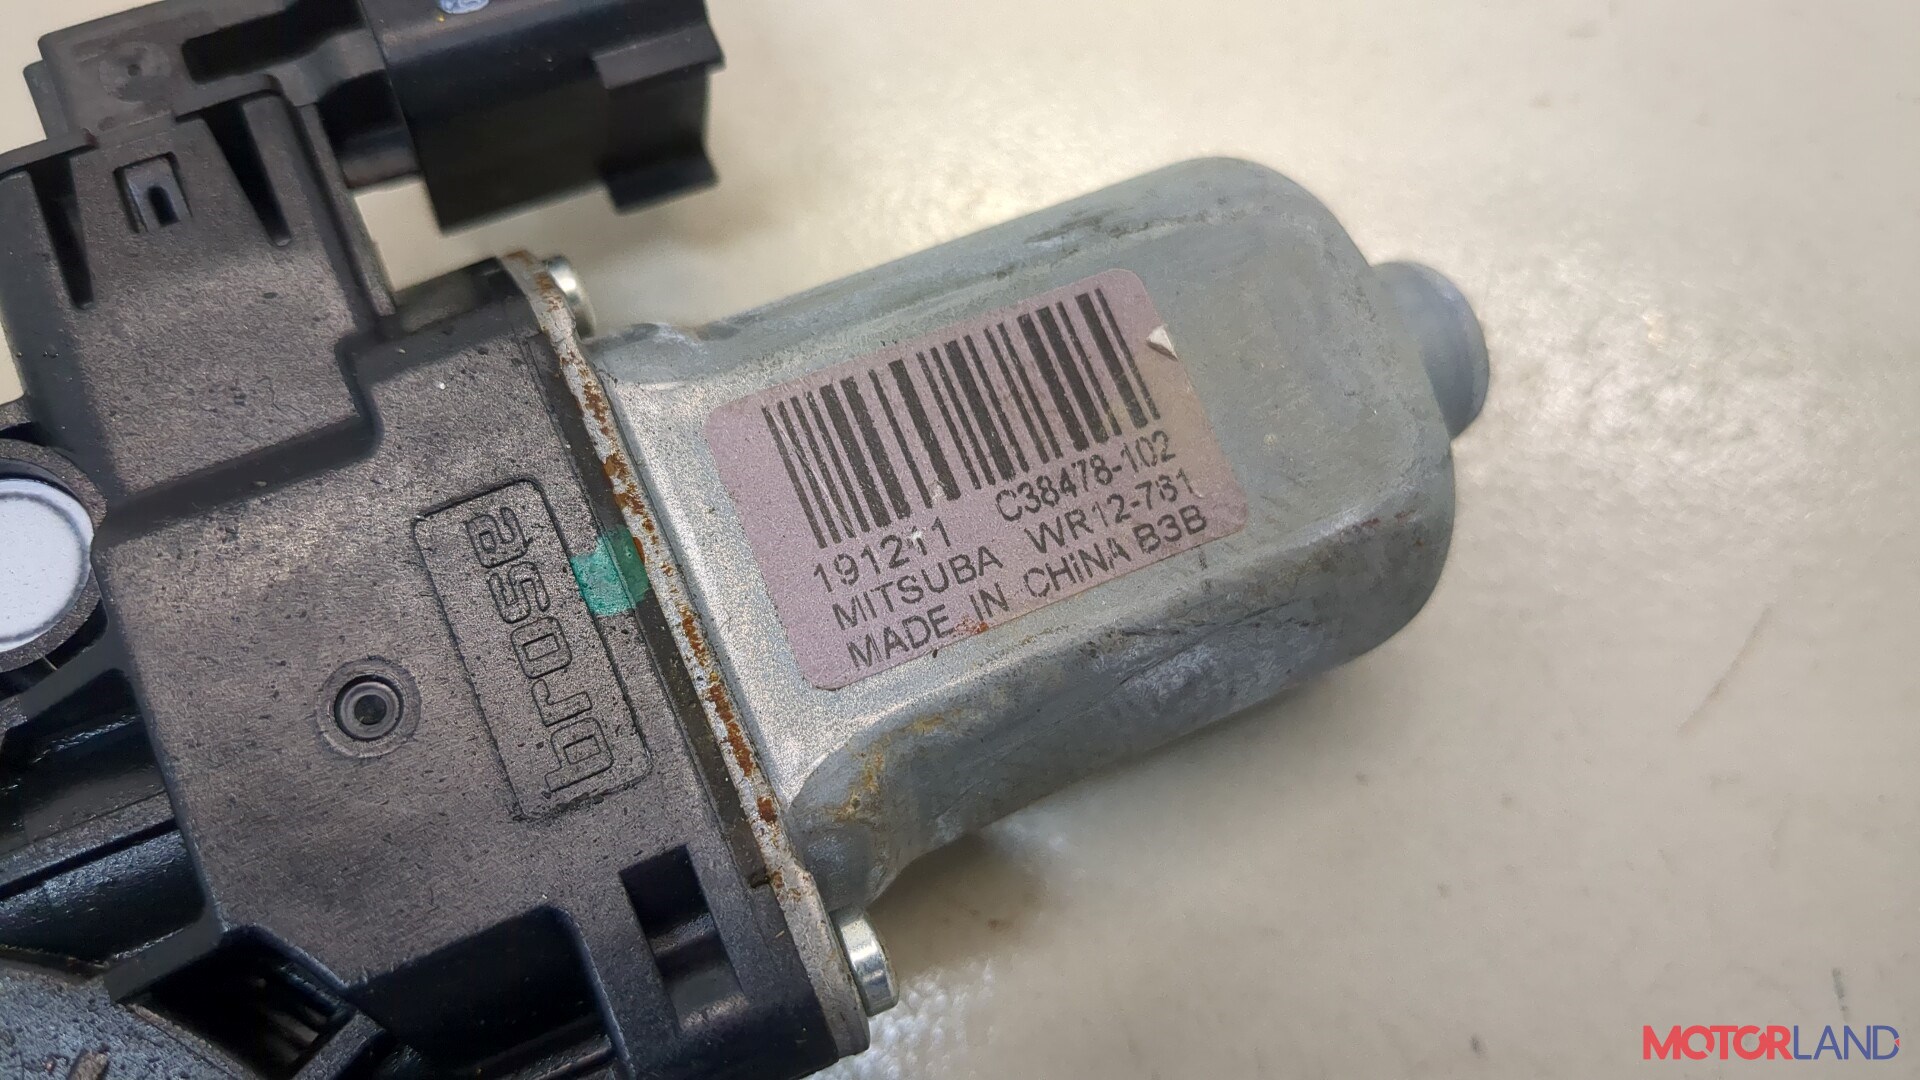 191211 C38478-102
MITSUBA WR12-761
MADE IN CHINA B3B
brose
MOTORLAND